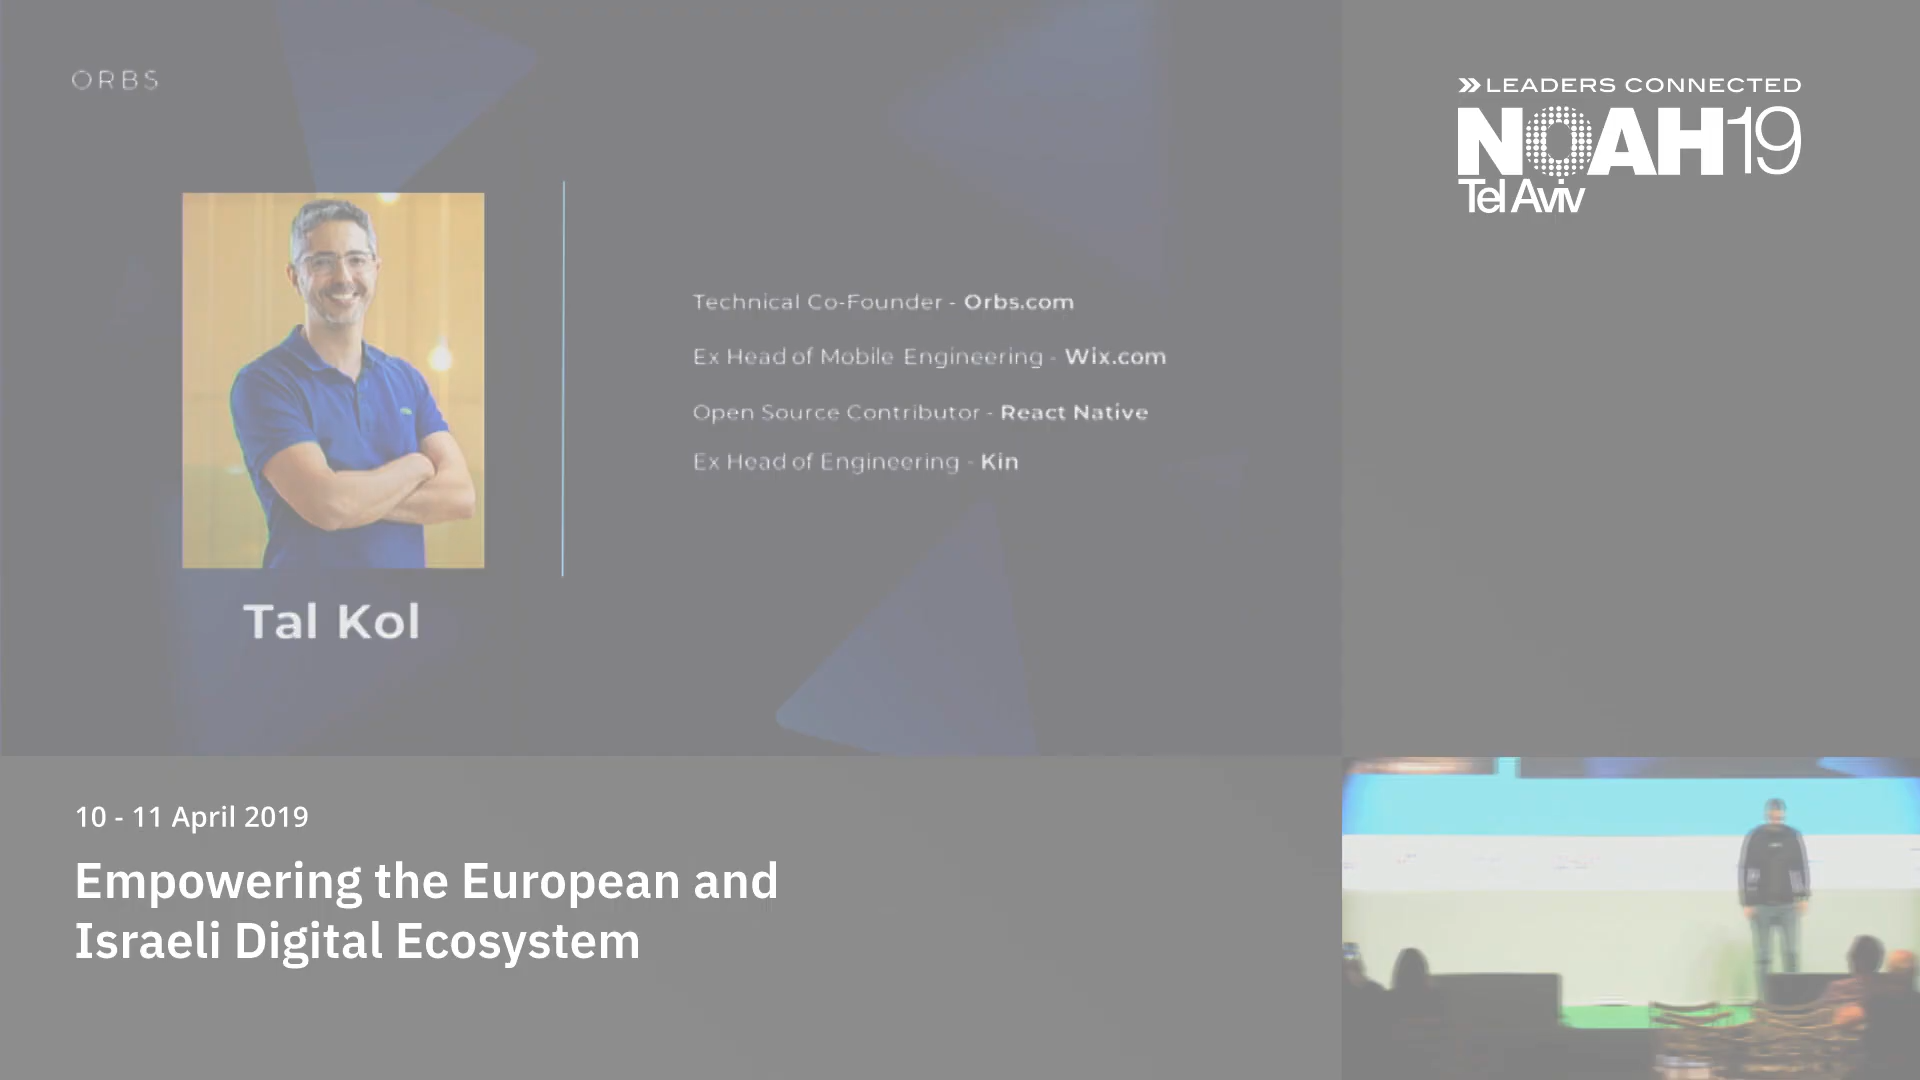 ORBS
Technical Co-Founder - Orbs.com
Ex Head of Mobile Engineering - Wix.com
Open Source Contributor - React Native
Ex Head of Engineering - Kin
Tal Kol
LEADERS CONNECTED
NOAH19
Tel Aviv
10 - 11 April 2019
Empowering the European and
Israeli Digital Ecosystem